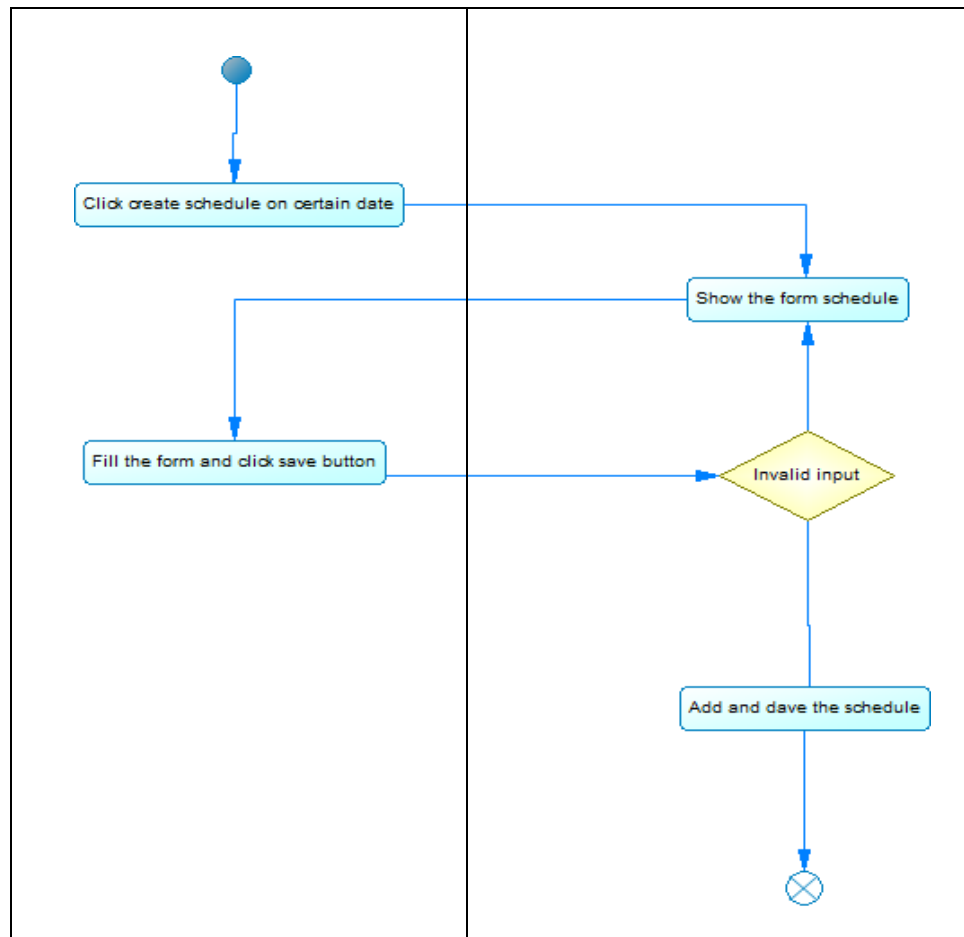 Click create schedule on certain date
Show the form schedule
Fill the form and click save button
Invalid input
Add and dave the schedule